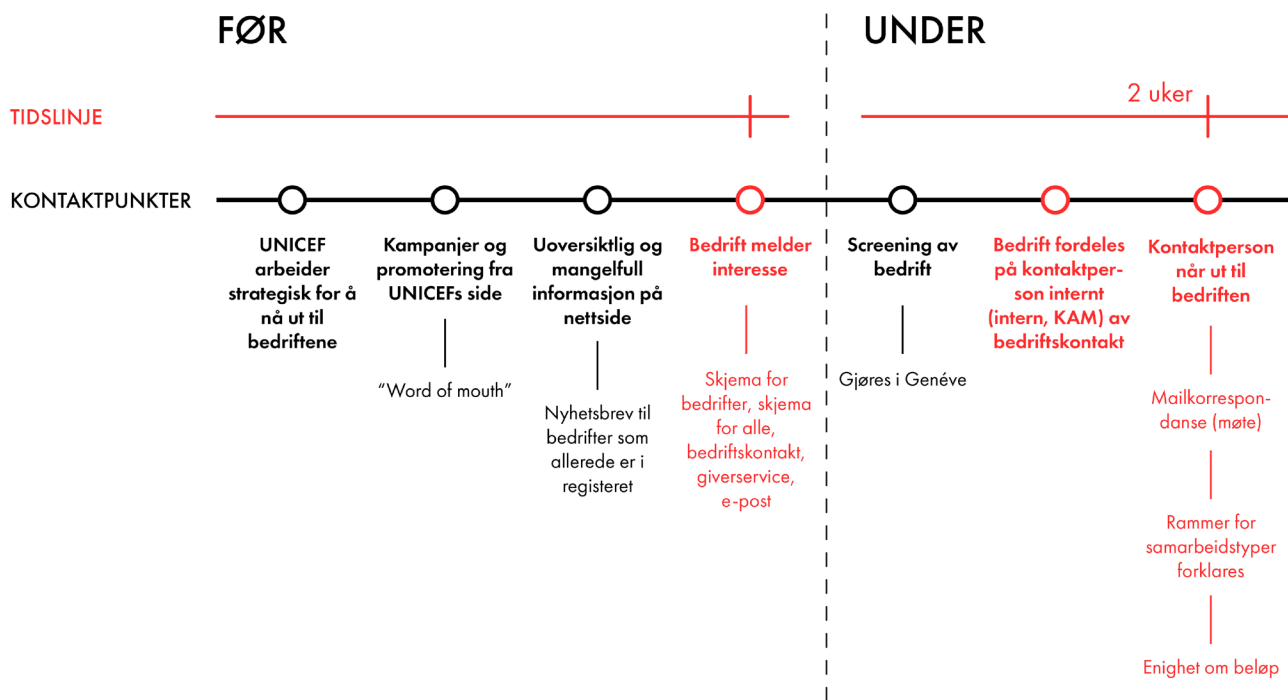 FØR
UNDER
TIDSLINJE
2 uker
KONTAKTPUNKTER
UNICEF
arbeider
strategisk for å
nå ut til
bedriftene
Kampanjer og
promotering fra
UNICEFs side
“Word of mouth”
Uoversiktlig og
mangelfull
informasjon på
nettside
Nyhetsbrev til
bedrifter som
allerede er i
registeret
Bedrift melder
interesse
Skjema for
bedrifter, skjema
for alle,
bedriftskontakt,
giverservice,
e-post
Screening av
bedrift
Gjøres i Genéve
Bedrift fordeles
på kontaktper-
son internt
(intern, KAM) av
bedriftskontakt
Kontaktperson
når ut til
bedriften
Mailkorrespon-
danse (møte)
Rammer for
samarbeidstyper
forklares
Enighet om beløp